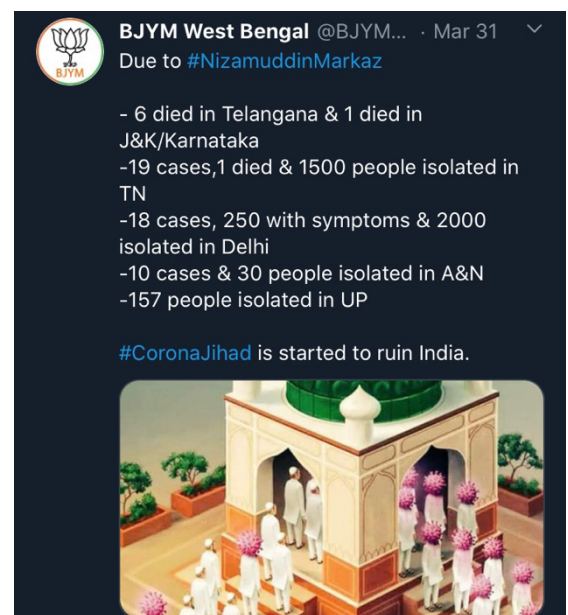 BJYM West Bengal @BJYM... · Mar 31
BJYM
Due to #NizamuddinMarkaz
- 6 died in Telangana & 1 died in
J&K/Karnataka
-19 cases,1 died & 1500 people isolated in
TN
-18 cases, 250 with symptoms & 2000
isolated in Delhi
-10 cases & 30 people isolated in A&N
-157 people isolated in UP
#CoronaJihad is started to ruin India.